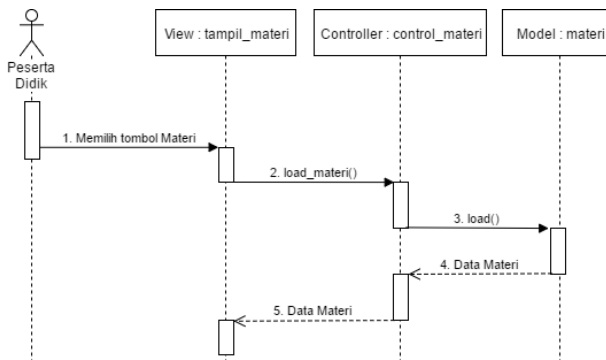 View : tampil_materi
Controller : control_materi
Model : materi
Peserta
Didik
1. Memilih tombol Materi
2. load_materi()
3. load()
4. Data Materi
5. Data Materi